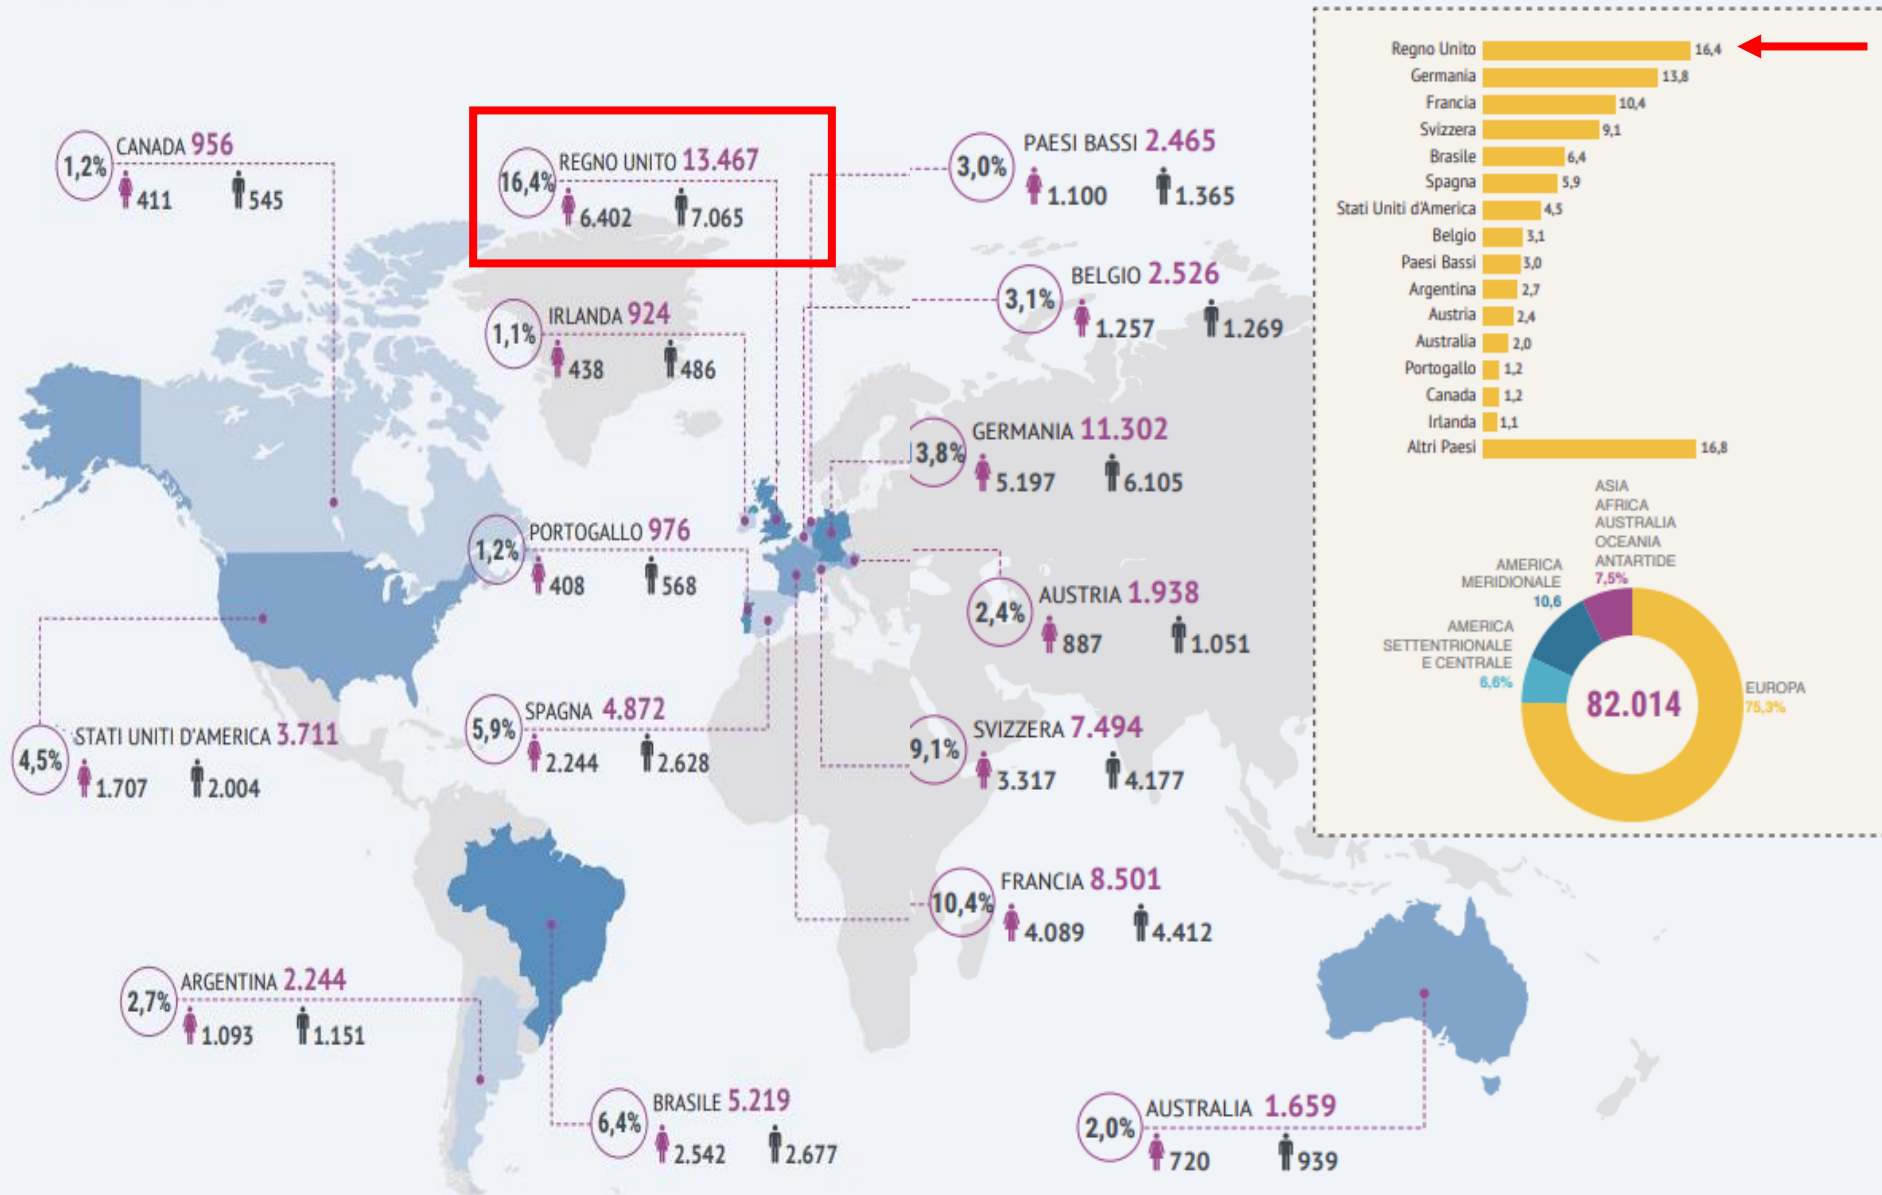 1,2%
CANADA 956
411 545
16,4%
REGNO UNITO 13.467
6.402 7.065
3,0%
PAESI BASSI 2.465
1.100 1.365
3,1%
BELGIO 2.526
1.257 1.269
1,1%
IRLANDA 924
438 486
3,8%
GERMANIA 11.302
5.197 6.105
1,2%
PORTOGALLO 976
408 568
2,4%
AUSTRIA 1.938
887 1.051
4,5%
STATI UNITI D'AMERICA 3.711
1.707 2.004
5,9%
SPAGNA 4.872
2.244 2.628
9,1%
SVIZZERA 7.494
3.317 4.177
10,4%
FRANCIA 8.501
4.089 4.412
2,7%
ARGENTINA 2.244
1.093 1.151
6,4%
BRASILE 5.219
2.542 2.677
2,0%
AUSTRALIA 1.659
720 939
Regno Unito 16,4
Germania 13,8
Francia 10,4
Svizzera 9,1
Brasile 6,4
Spagna 5,9
Stati Uniti d'America 4,5
Belgio 3,1
Paesi Bassi 3,0
Argentina 2,7
Austria 2,4
Australia 2,0
Portogallo 1,2
Canada 1,2
Irlanda 1,1
Altri Paesi 16,8
ASIA
AFRICA
AUSTRALIA
OCEANIA
ANTARTIDE
7,5%
AMERICA
MERIDIONALE
10,6
AMERICA
SETTENTRIONALE
E CENTRALE
6,6%
82.014
EUROPA
75,3%